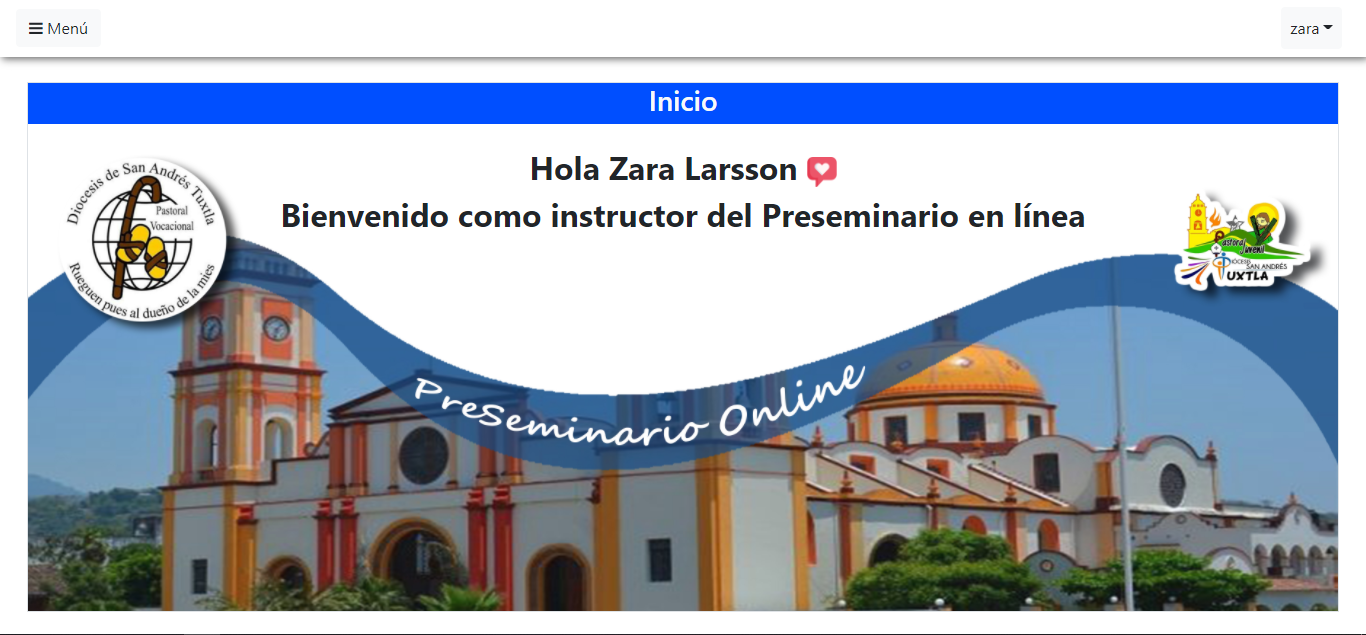 Menú
zara
Inicio
Hola Zara Larsson
Bienvenido como instructor del Preseminario en línea
Diocesis de San Andrés Tuxtla
Pastoral
Vocacional
Rueguen pues al dueño de la mies
Pastoral Juvenil
DIÓCESIS
SAN ANDRÉS
TUXTLA
PreSeminario Online